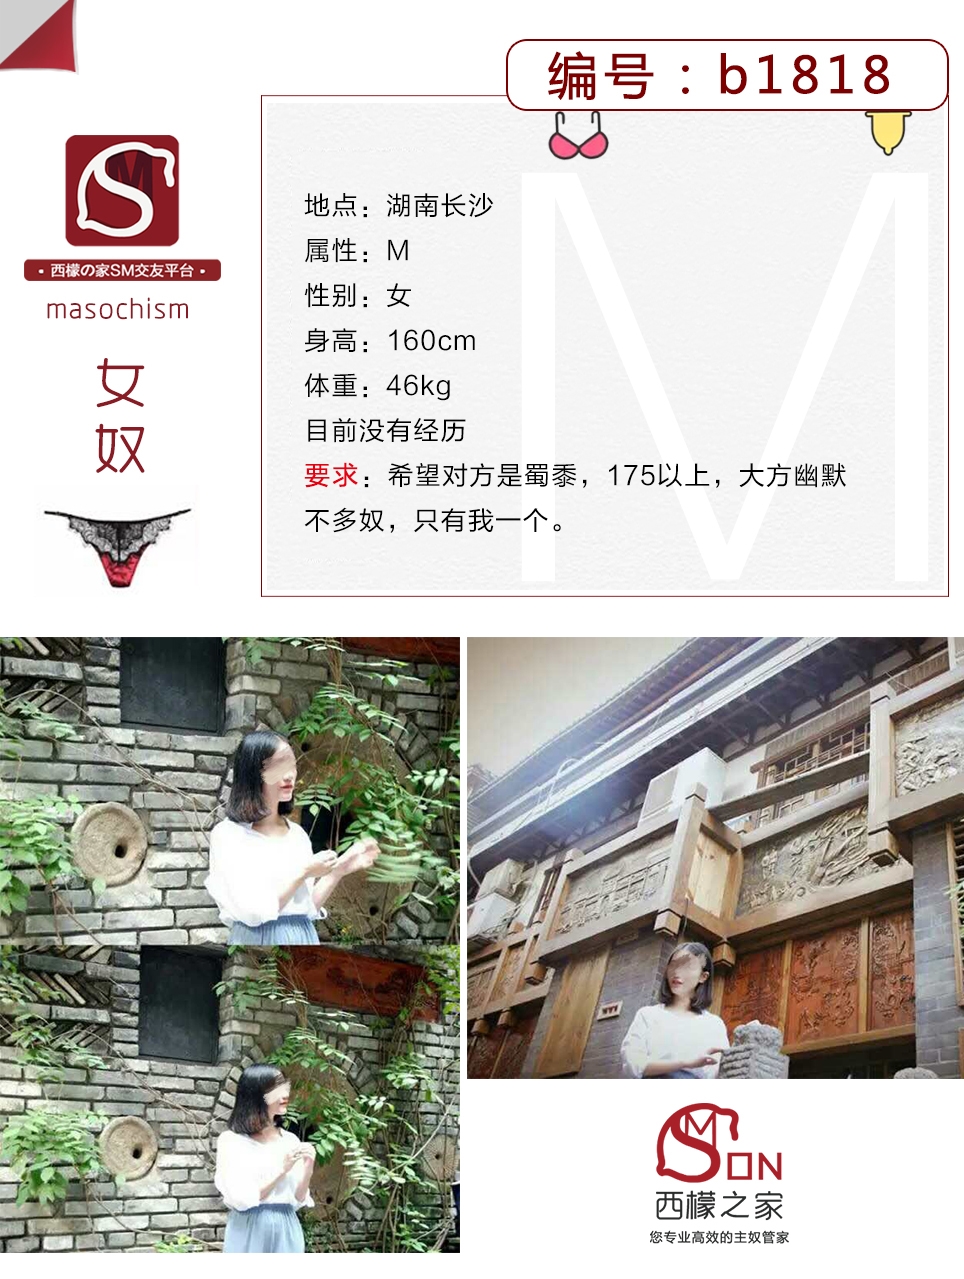 编号：b1818
SM
·西檬の家SM交友平台·
masochism
女
奴
地点：湖南长沙
属性：M
性别：女
身高：160cm
体重：46kg
目前没有经历
要求：希望对方是蜀黍，175以上，大方幽默
不多奴，只有我一个。
M
SMON
西檬之家
您专业高效的主奴管家